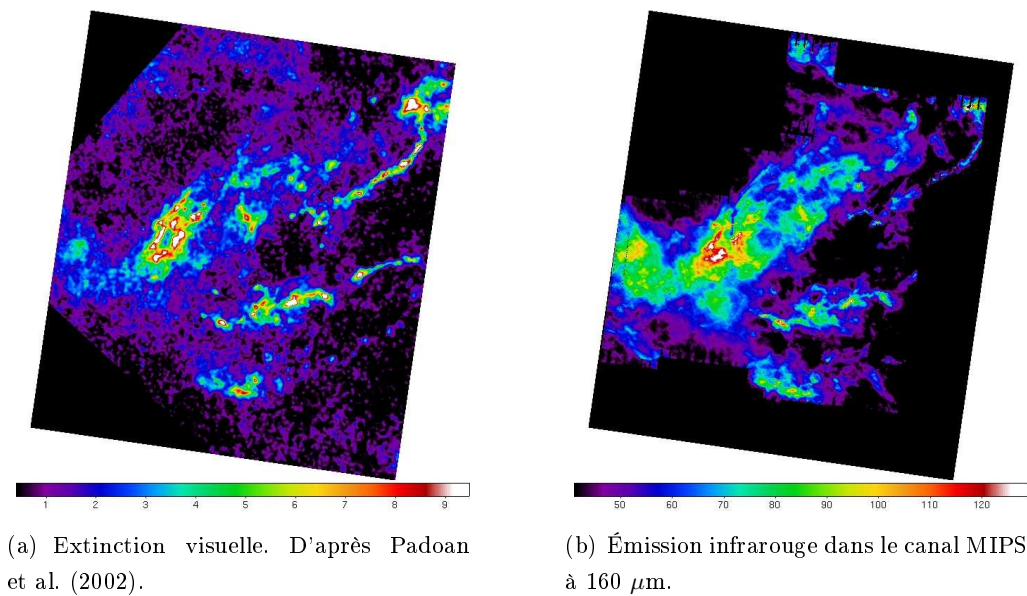 1 2 3 4 5 6 7 8 9
50 60 70 80 90 100 110 120
(a) Extinction visuelle. D'après Padoan
et al. (2002).
(b) Émission infrarouge dans le canal MIPS
à 160 μm.